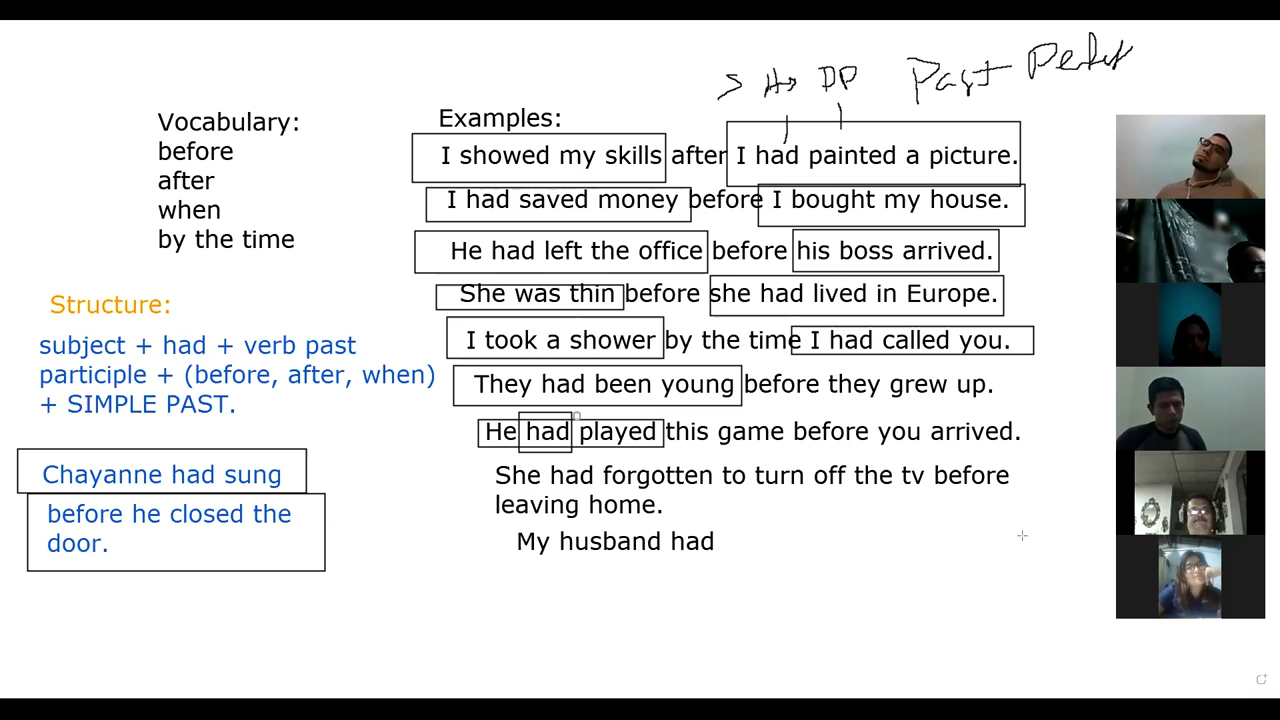 Past Perfect
S Had PP
Vocabulary:
before
after
when
by the time
Structure:
subject + had + verb past
participle + (before, after, when)
+ SIMPLE PAST.
Chayanne had sung
before he closed the
door.
Examples:
I showed my skills after I had painted a picture.
I had saved money before I bought my house.
He had left the office before his boss arrived.
She was thin before she had lived in Europe.
I took a shower by the time I had called you.
They had been young before they grew up.
He had played this game before you arrived.
She had forgotten to turn off the tv before
leaving home.
My husband had